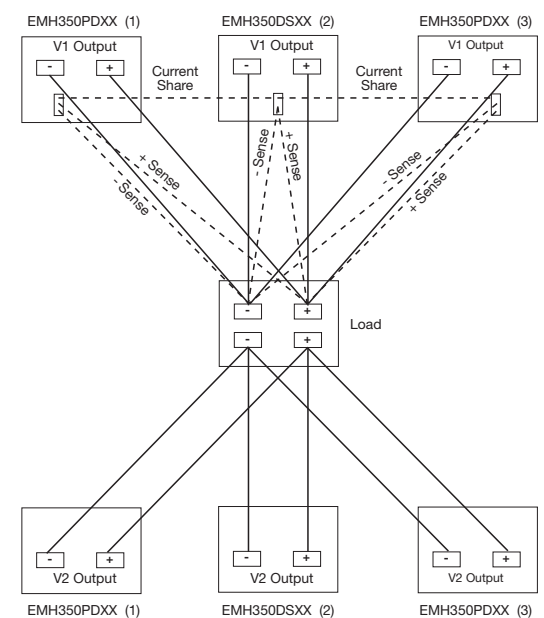 EMH350PDXX (1)
EMH350DSXX (2)
EMH350PDXX (3)
V1 Output
V1 Output
V1 Output
- +
- +
- +
Current
Share
Current
Share
+ Sense
- Sense
- Sense
+ Sense
- Sense
+ Sense
- +
Load
- +
- +
- +
- +
V2 Output
V2 Output
V2 Output
EMH350PDXX (1)
EMH350DSXX (2)
EMH350PDXX (3)